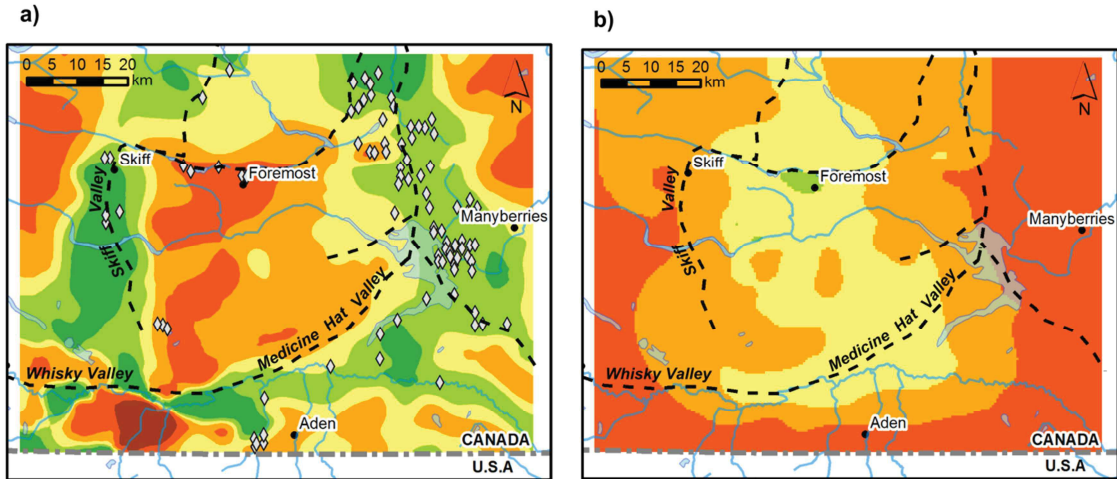 a)
0 5 10 15 20
km
N
Skiff
Foremost
Valley
Skiff
Manyberries
Medicine Hat Valley
Whisky Valley
Aden
CANADA
U.S.A
b)
0 5 10 15 20
km
N
Skiff
Foremost
Valley
Skiff
Manyberries
Medicine Hat Valley
Whisky Valley
Aden
CANADA
U.S.A